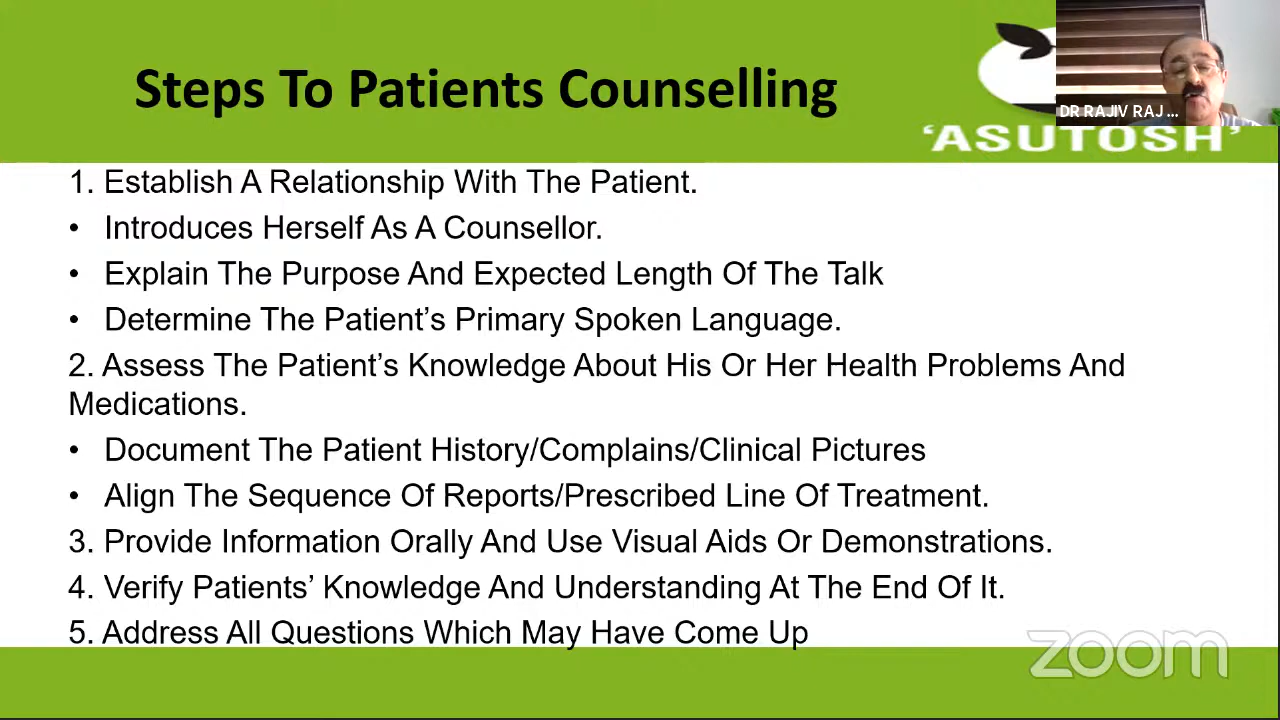 Steps To Patients Counselling
DR RAJIV RAJ ...
'ASUTOSH'
1. Establish A Relationship With The Patient.
• Introduces Herself As A Counsellor.
• Explain The Purpose And Expected Length Of The Talk
• Determine The Patient's Primary Spoken Language.
2. Assess The Patient's Knowledge About His Or Her Health Problems And
Medications.
• Document The Patient History/Complains/Clinical Pictures
• Align The Sequence Of Reports/Prescribed Line Of Treatment.
3. Provide Information Orally And Use Visual Aids Or Demonstrations.
4. Verify Patients' Knowledge And Understanding At The End Of It.
5. Address All Questions Which May Have Come Up
zoom